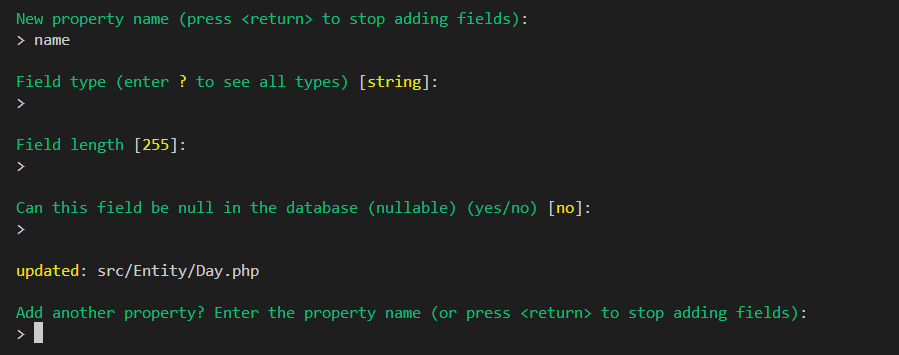 New property name (press <return> to stop adding fields):
> name
Field type (enter ? to see all types) [string]:
>
Field length [255]:
>
Can this field be null in the database (nullable) (yes/no) [no]:
>
updated: src/Entity/Day.php
Add another property? Enter the property name (or press <return> to stop adding fields):
>